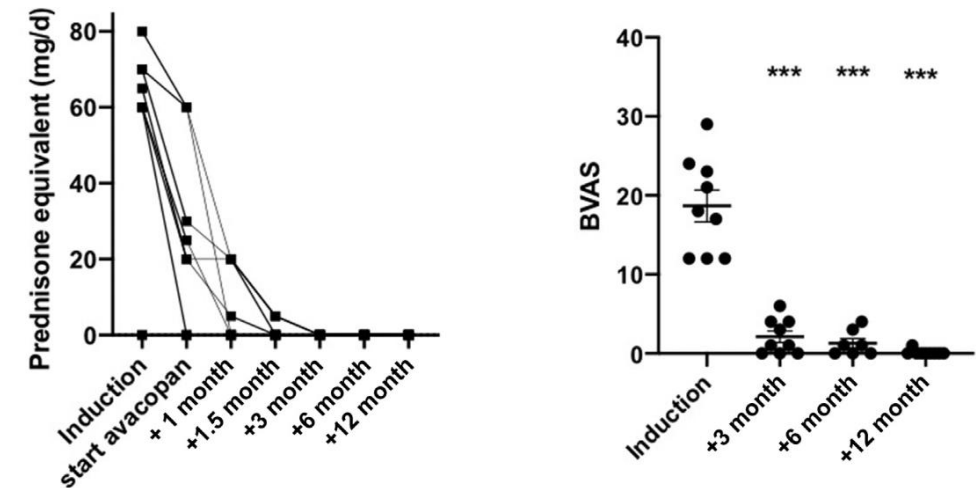 Prednisone equivalent (mg/d)
80
60
40
20
0
Induction
start avacopan
+ 1 month
+1.5 month
+3 month
+6 month
+12 month
BVAS
40
30
20
10
0
*** *** ***
Induction
+3 month
+6 month
+12 month